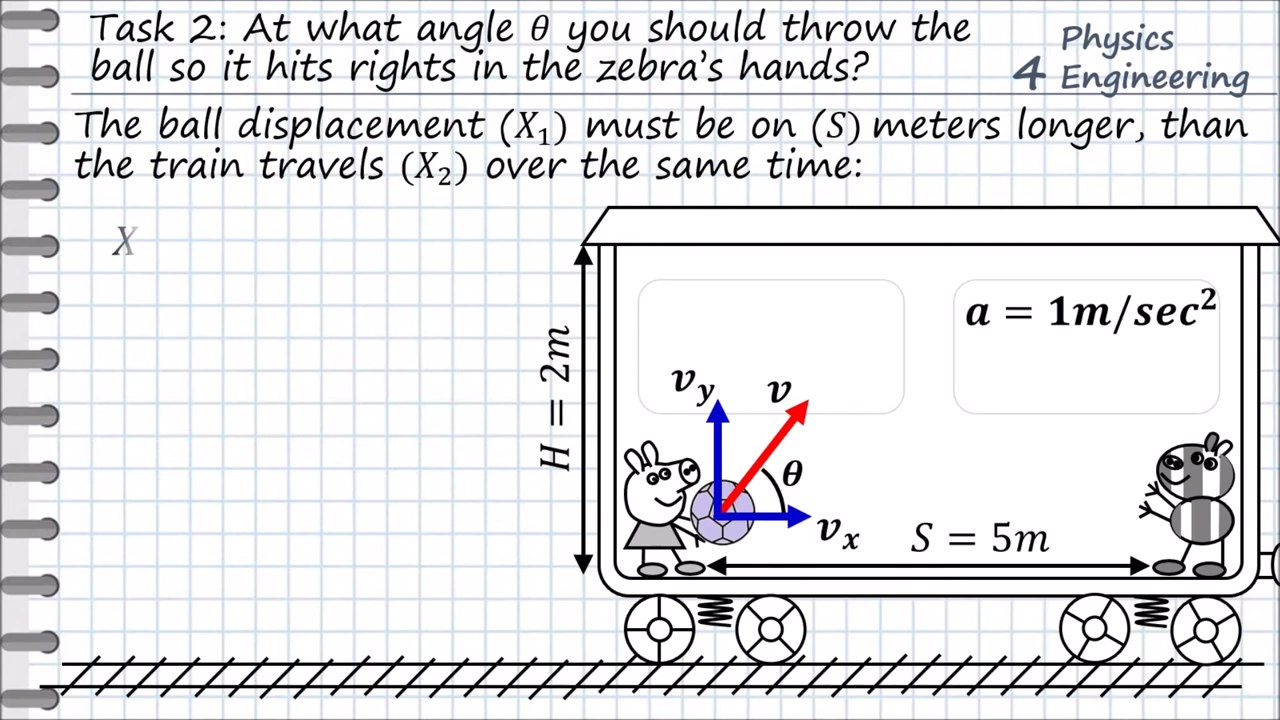 Task 2: At what angle θ you should throw the
ball so it hits rights in the zebra's hands?
Physics
4 Engineering
The ball displacement (X₁) must be on (S) meters longer, than
the train travels (X₂) over the same time:
X
a = 1m/sec²
H = 2m
v_y
v
θ
v_x
S = 5m